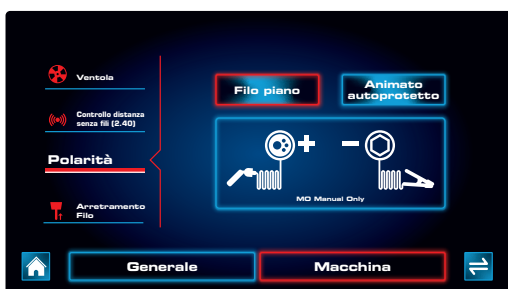 Ventola
Controllo distanza
senza fili (2.40)
Polarità
Arretramento
Filo
Filo piano
Animato
autoprotetto
+
-
MO Manual Only
Generale
Macchina